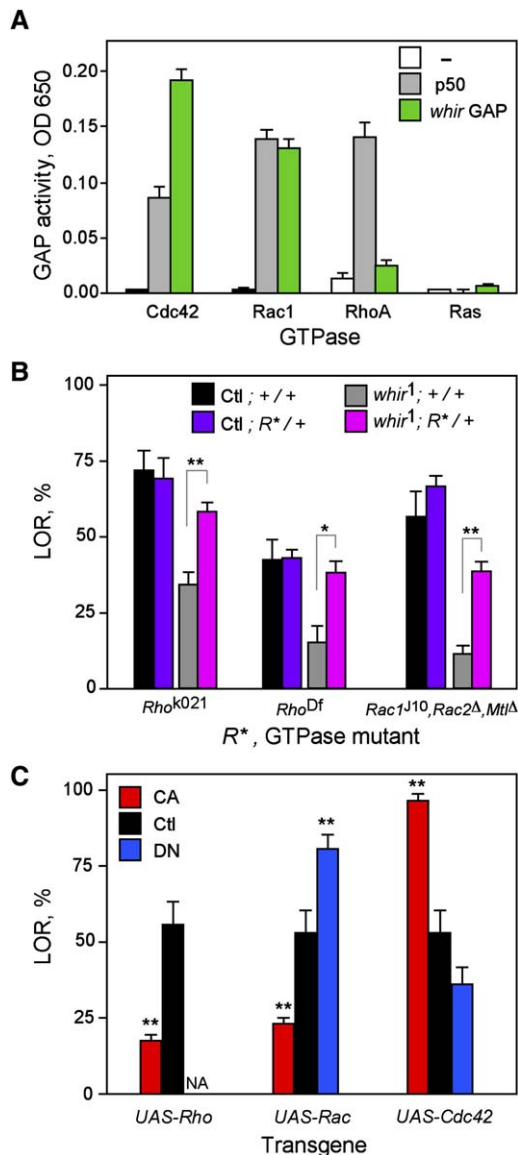 A
–
p50
whir GAP
GAP activity, OD 650
0.20
0.15
0.10
0.05
0.00
Cdc42 Rac1 RhoA Ras
GTPase
B
Ctl ; +/+ whir1; +/+
Ctl ; R*/+ whir1; R*/+
LOR, %
100
75
50
25
0
** * **
Rhok021 RhoDf Rac1J10,Rac2Δ,MtlΔ
R*, GTPase mutant
C
CA
Ctl
DN
LOR, %
100
75
50
25
0
** ** ** **
NA
UAS-Rho UAS-Rac UAS-Cdc42
Transgene